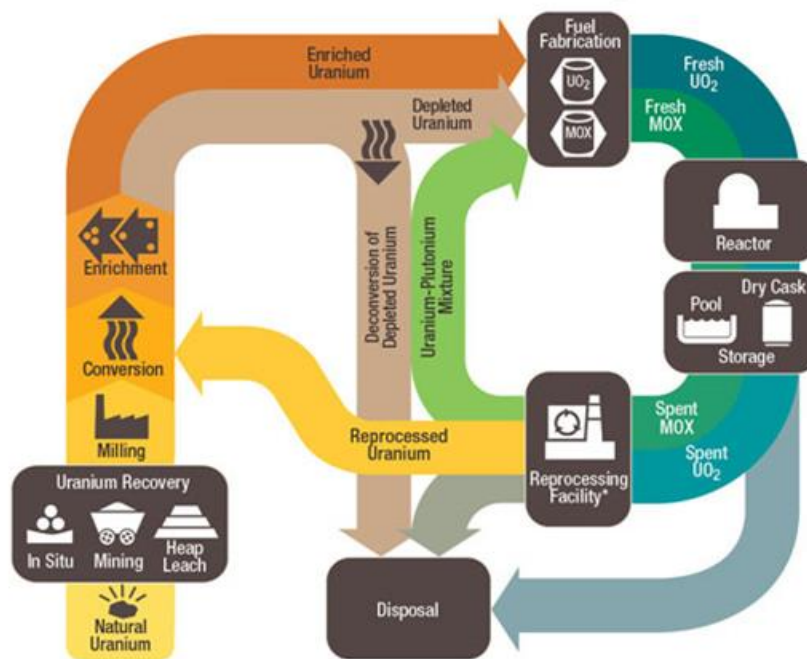 Fuel
Fabrication
UO2
MOX
Enriched
Uranium
Depleted
Uranium
Fresh
UO2
Fresh
MOX
Reactor
Enrichment
Deconversion of
Depleted Uranium
Uranium-Plutonium
Mixture
Dry Cask
Pool
Storage
Conversion
Milling
Reprocessed
Uranium
Spent
MOX
Spent
UO2
Reprocessing
Facility*
Uranium Recovery
In Situ
Mining
Heap
Leach
Disposal
Natural
Uranium